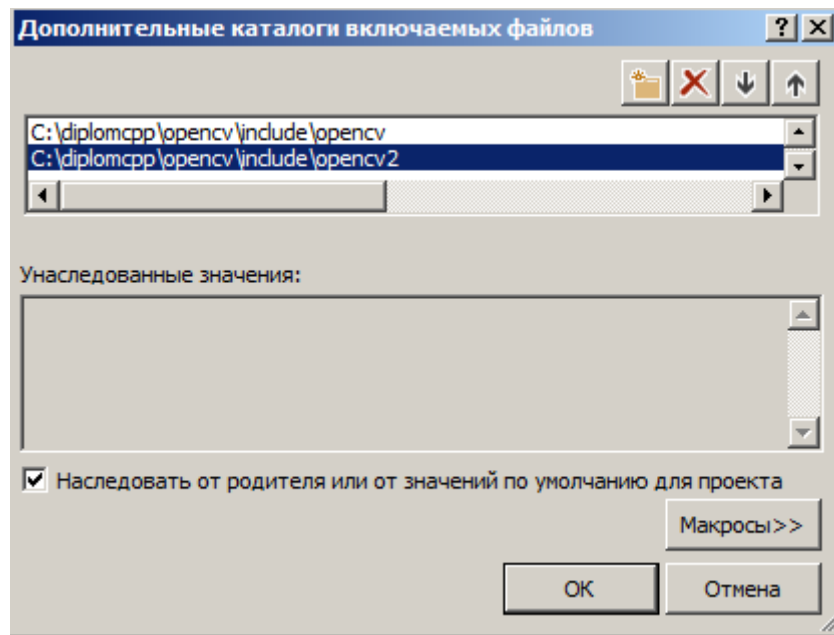 Дополнительные каталоги включаемых файлов
C:\diplomcpp\opencv\include\opencv
C:\diplomcpp\opencv\include\opencv2
Унаследованные значения:
Наследовать от родителя или от значений по умолчанию для проекта
Макросы>>
ОК
Отмена